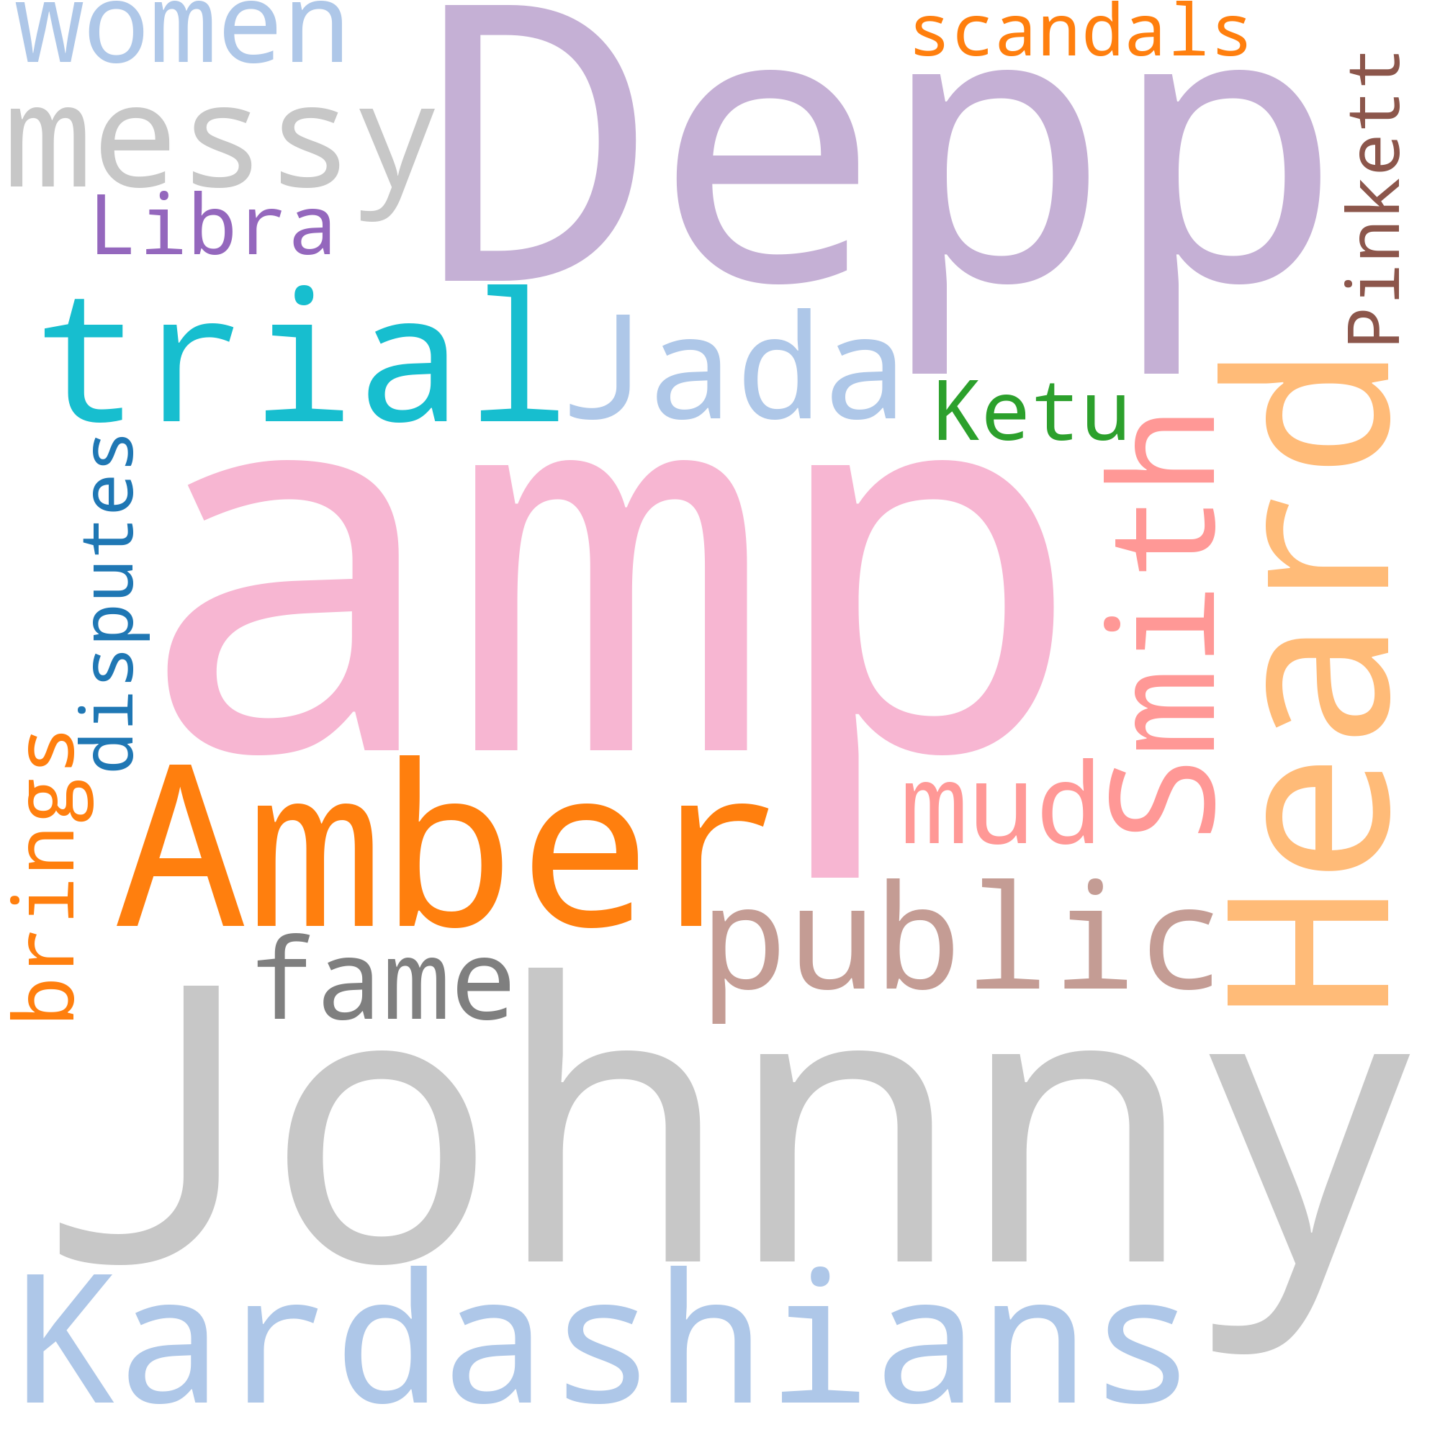 women
scandals
Depp
Pinkett
messy
Libra
trial
Jada
Ketu
Heard
Smith
disputes
amp
brings
Amber
mud
public
fame
Johnny
Kardashians